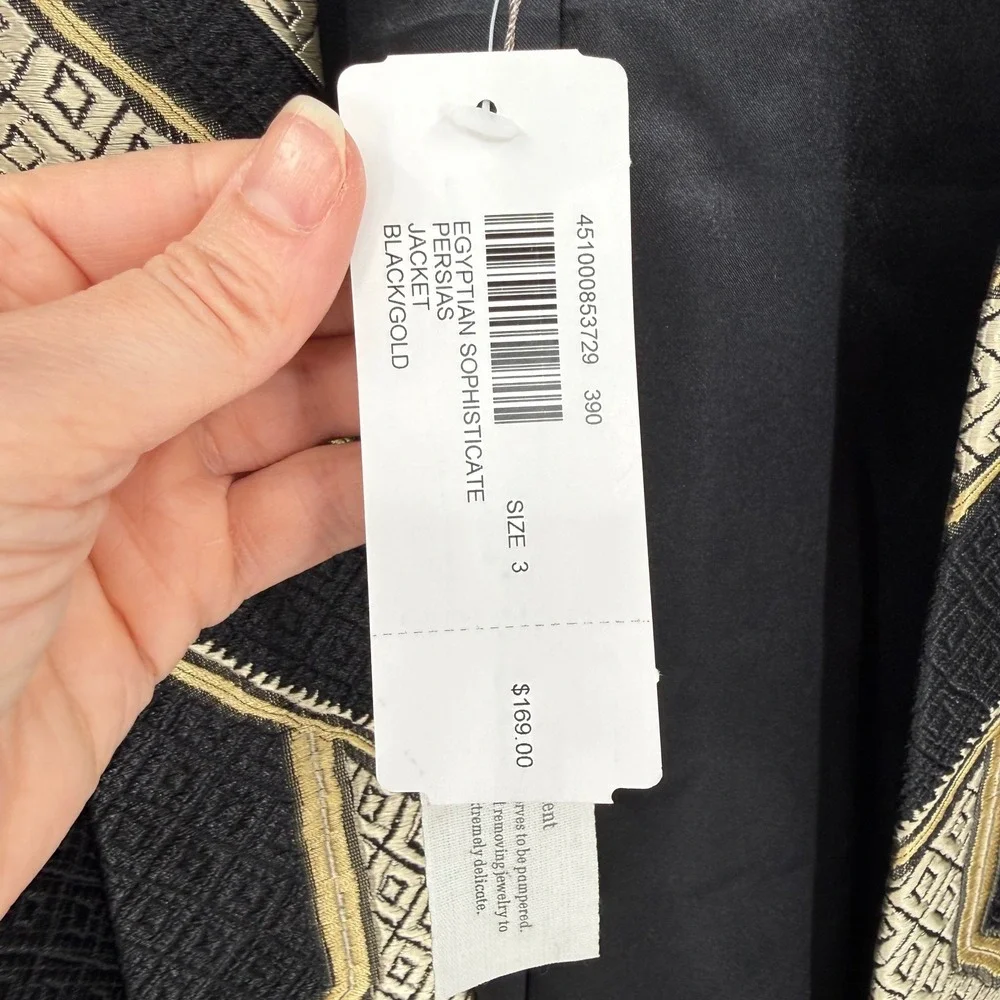 451000853729 390
EGYPTIAN SOPHISTICATE
PERSIAS
JACKET
BLACK/GOLD
SIZE 3
$169.00
ent
rves to be pampered.
t removing jewelry to
xtremely delicate.